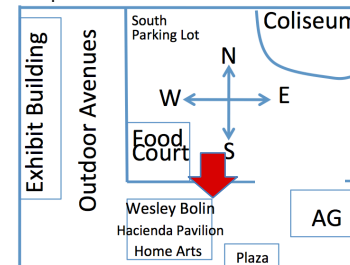 South
Parking Lot
Coliseum
N
W
E
S
Exhibit Building
Outdoor Avenues
Food
Court
Wesley Bolin
Hacienda Pavilion
Home Arts
AG
Plaza